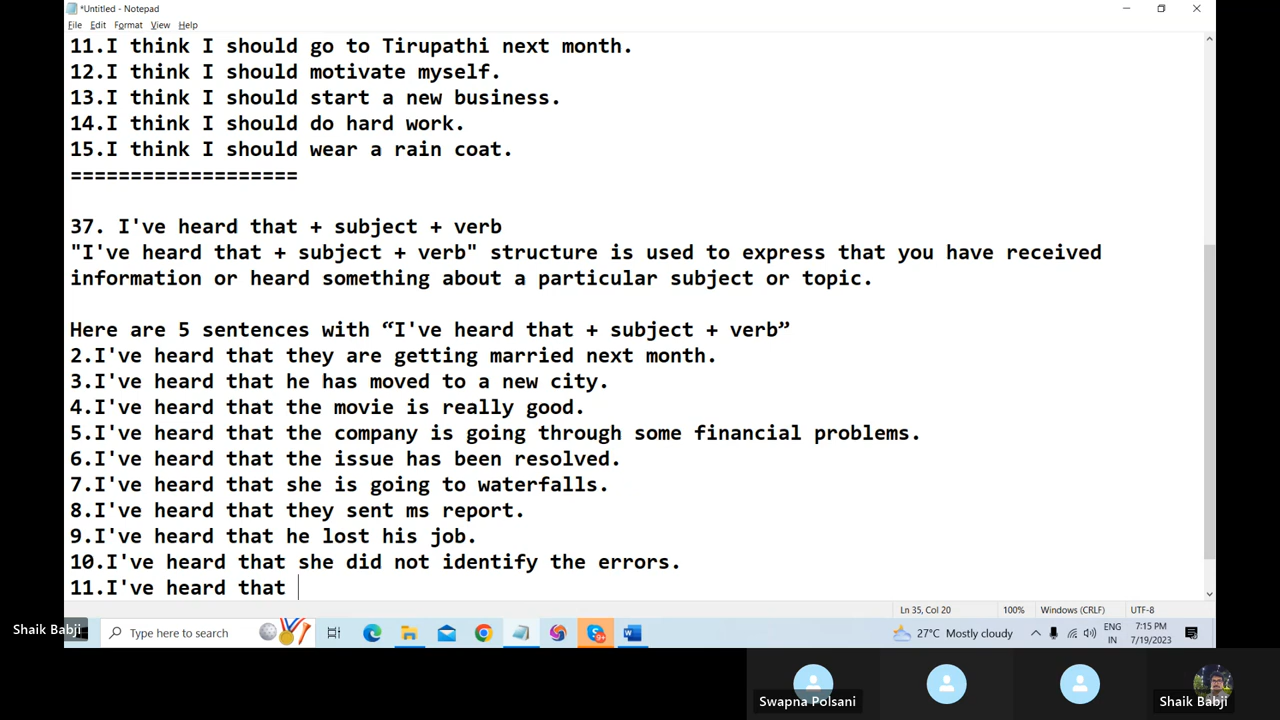 *Untitled - Notepad
File Edit Format View Help
11.I think I should go to Tirupathi next month.
12.I think I should motivate myself.
13.I think I should start a new business.
14.I think I should do hard work.
15.I think I should wear a rain coat.
===================
37. I've heard that + subject + verb
"I've heard that + subject + verb" structure is used to express that you have received
information or heard something about a particular subject or topic.
Here are 5 sentences with “I've heard that + subject + verb”
2.I've heard that they are getting married next month.
3.I've heard that he has moved to a new city.
4.I've heard that the movie is really good.
5.I've heard that the company is going through some financial problems.
6.I've heard that the issue has been resolved.
7.I've heard that she is going to waterfalls.
8.I've heard that they sent ms report.
9.I've heard that he lost his job.
10.I've heard that she did not identify the errors.
11.I've heard that
Ln 35, Col 20 100% Windows (CRLF) UTF-8
Shaik Babji
Type here to search
27°C Mostly cloudy
ENG
IN
7:15 PM
7/19/2023
Swapna Polsani
Shaik Babji